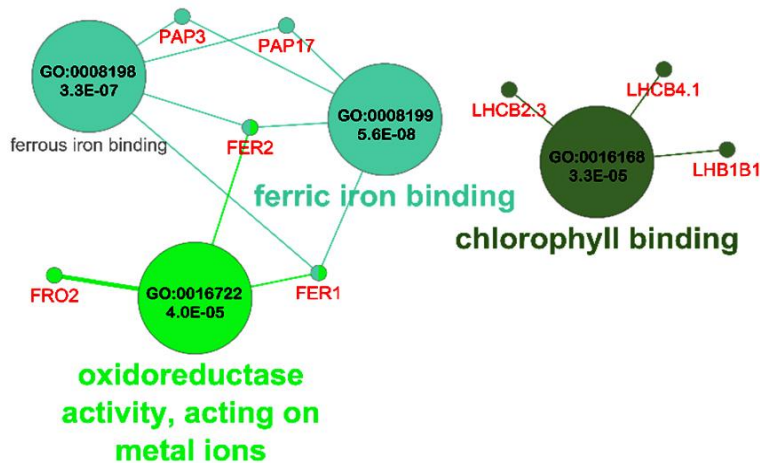 PAP3
PAP17
GO:0008198
3.3E-07
ferrous iron binding
GO:0008199
5.6E-08
FER2
ferric iron binding
LHCB4.1
LHCB2.3
GO:0016168
3.3E-05
LHB1B1
chlorophyll binding
GO:0016722
4.0E-05
FRO2
FER1
oxidoreductase
activity, acting on
metal ions